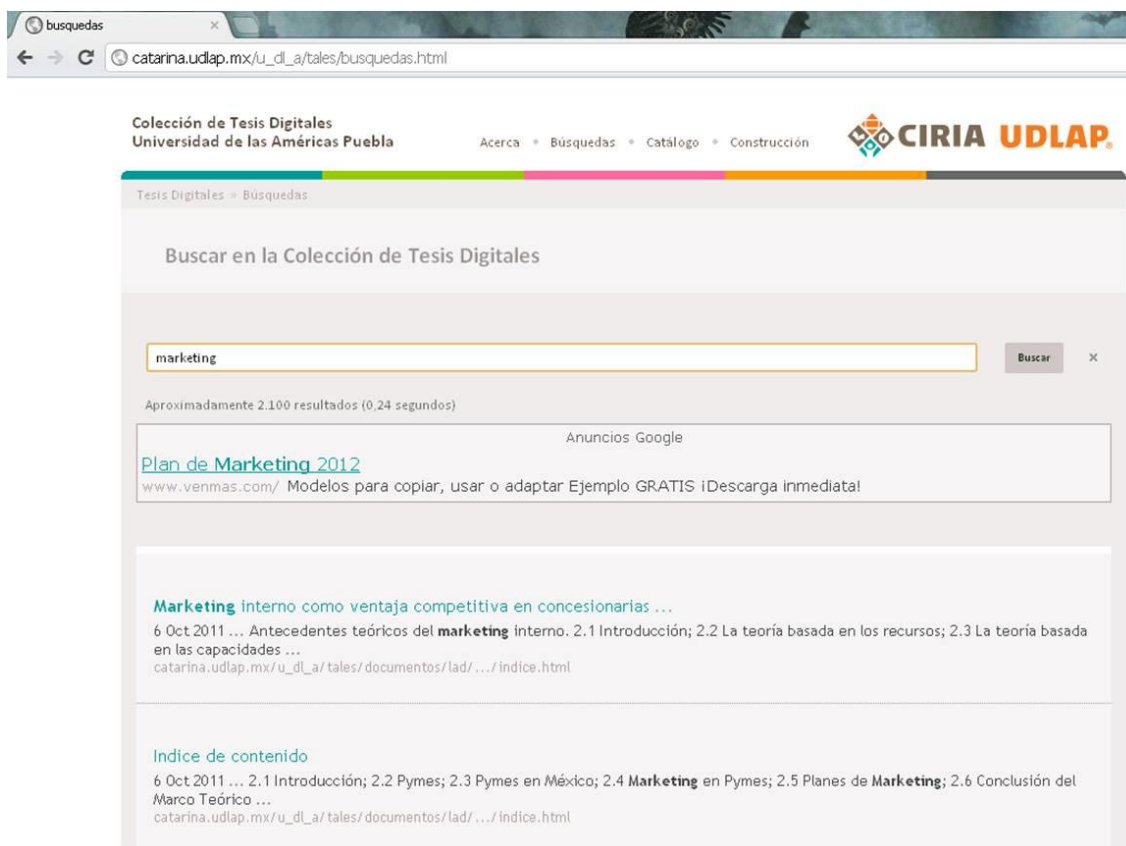 busquedas
catarina.udlap.mx/u_dl_a/tales/busquedas.html
Colección de Tesis Digitales
Universidad de las Américas Puebla
Acerca • Búsquedas • Catálogo • Construcción
CIRIA UDLAP®
Tesis Digitales » Búsquedas
Buscar en la Colección de Tesis Digitales
marketing
Buscar ×
Aproximadamente 2.100 resultados (0,24 segundos)
Anuncios Google
Plan de Marketing 2012
www.venmas.com/ Modelos para copiar, usar o adaptar Ejemplo GRATIS ¡Descarga inmediata!
Marketing interno como ventaja competitiva en concesionarias ...
6 Oct 2011 ... Antecedentes teóricos del marketing interno. 2.1 Introducción; 2.2 La teoría basada en los recursos; 2.3 La teoría basada
en las capacidades ...
catarina.udlap.mx/u_dl_a/tales/documentos/lad/.../indice.html
Indice de contenido
6 Oct 2011 ... 2.1 Introducción; 2.2 Pymes; 2.3 Pymes en México; 2.4 Marketing en Pymes; 2.5 Planes de Marketing; 2.6 Conclusión del
Marco Teórico ...
catarina.udlap.mx/u_dl_a/tales/documentos/lad/.../indice.html